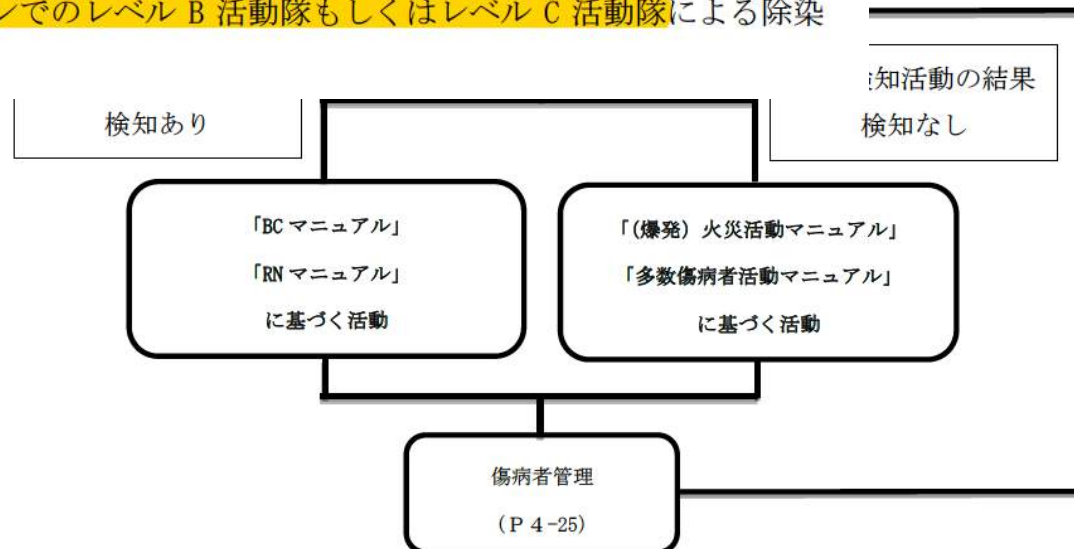 ンでのレベル B 活動隊もしくはレベル C 活動隊による除染
知活動の結果
検知なし
検知あり
「BC マニュアル」
「RN マニュアル」
に基づく活動
「(爆発) 火災活動マニュアル」
「多数傷病者活動マニュアル」
に基づく活動
傷病者管理
(P 4-25)